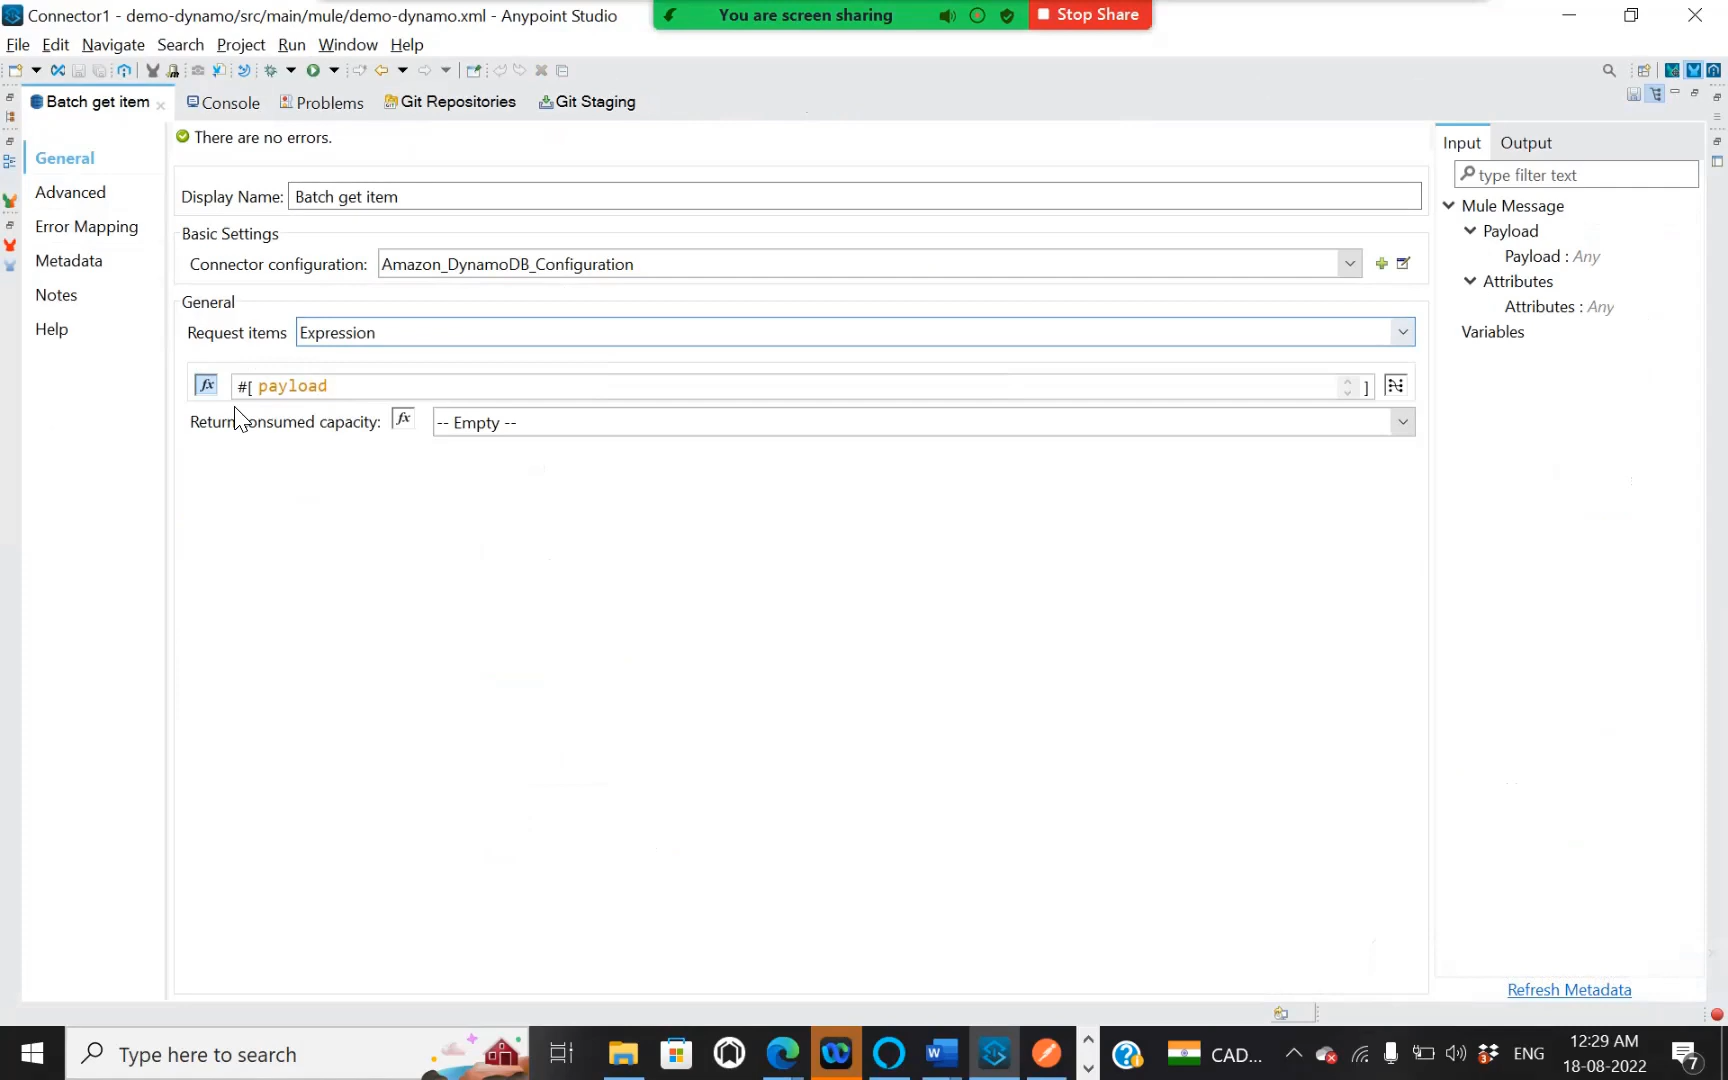 Connector1 - demo-dynamo/src/main/mule/demo-dynamo.xml - Anypoint Studio
You are screen sharing
Stop Share
File Edit Navigate Search Project Run Window Help
Batch get item
Console
Problems
Git Repositories
Git Staging
General
Advanced
Error Mapping
Metadata
Notes
Help
There are no errors.
Display Name: Batch get item
Basic Settings
Connector configuration: Amazon_DynamoDB_Configuration
General
Request items Expression
fx #[ payload ]
Return consumed capacity: fx -- Empty --
Input Output
type filter text
Mule Message
Payload
Payload : Any
Attributes
Attributes : Any
Variables
Refresh Metadata
Type here to search
CAD...
ENG
12:29 AM
18-08-2022
7